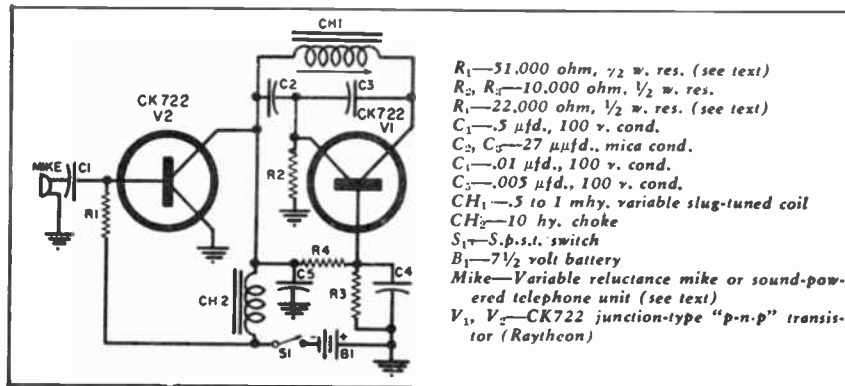 CH1
C2
C3
CK722
V2
CK722
V1
MIKE
C1
R2
R1
R4
C5
C4
R3
CH2
S1
-
+
B1
R₁—51,000 ohm, ½ w. res. (see text)
R₂, R₃—10,000 ohm, ½ w. res.
R₄—22,000 ohm, ½ w. res. (see text)
C₁—.5 μfd., 100 v. cond.
C₂, C₃—27 μμfd., mica cond.
C₄—.01 μfd., 100 v. cond.
C₅—.005 μfd., 100 v. cond.
CH₁—.5 to 1 mhy. variable slug-tuned coil
CH₂—10 hy. choke
S₁—S.p.s.t. switch
B₁—7½ volt battery
Mike—Variable reluctance mike or sound-pow-
ered telephone unit (see text)
V₁, V₂—CK722 junction-type "p-n-p" transis-
tor (Raytheon)